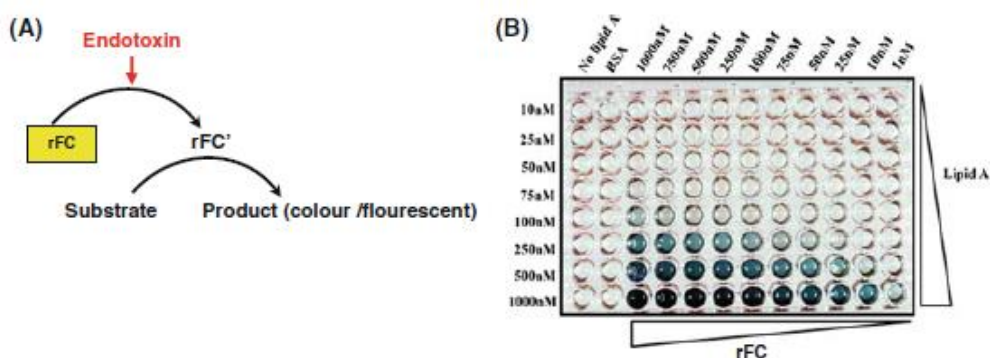 (A)
Endotoxin
rFC
rFC'
Substrate
Product (colour /flourescent)
(B)
No lipid A
BSA
1000nM
750nM
500nM
250nM
100nM
75nM
50nM
25nM
10nM
1nM
10nM
25nM
50nM
75nM
100nM
250nM
500nM
1000nM
Lipid A
rFC